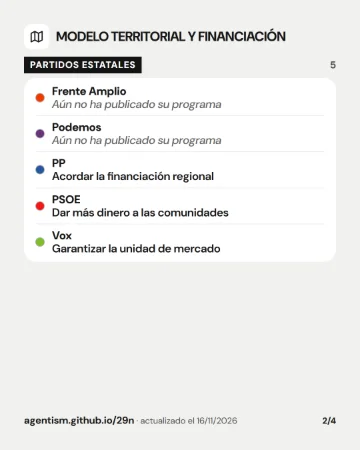 MODELO TERRITORIAL Y FINANCIACIÓN
PARTIDOS ESTATALES 5
Frente Amplio
Aún no ha publicado su programa
Podemos
Aún no ha publicado su programa
PP
Acordar la financiación regional
PSOE
Dar más dinero a las comunidades
Vox
Garantizar la unidad de mercado
agentism.github.io/29n · actualizado el 16/11/2026 2/4